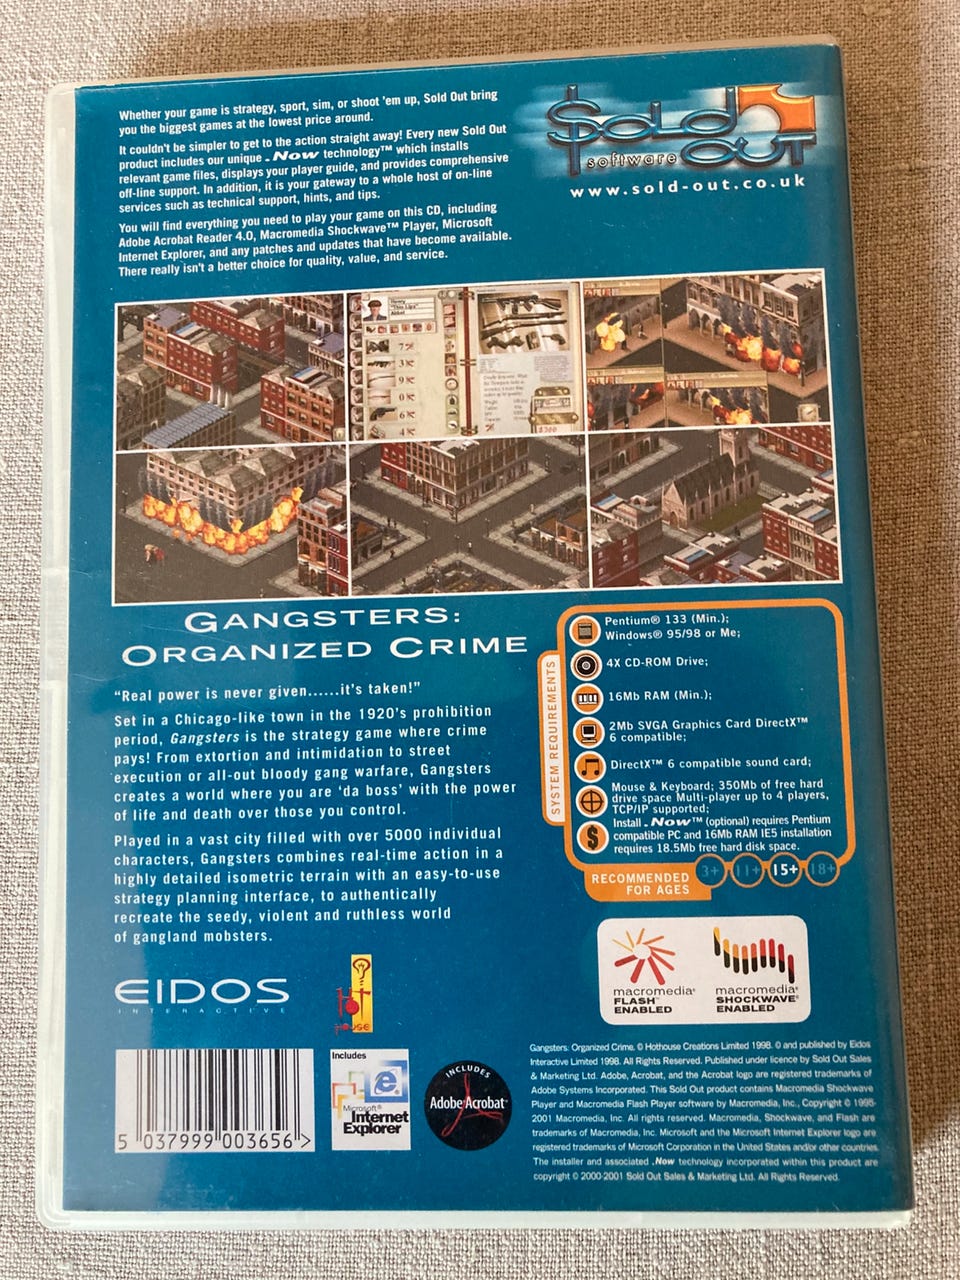 Whether your game is strategy, sport, sim, or shoot 'em up, Sold Out bring
you the biggest games at the lowest price around.
It couldn't be simpler to get to the action straight away! Every new Sold Out
product includes our unique .Now technology™ which installs
relevant game files, displays your player guide, and provides comprehensive
off-line support. In addition, it is your gateway to a whole host of on-line
services such as technical support, hints, and tips.
You will find everything you need to play your game on this CD, including
Adobe Acrobat Reader 4.0, Macromedia Shockwave™ Player, Microsoft
Internet Explorer, and any patches and updates that have become available.
There really isn't a better choice for quality, value, and service.
SOLD
software OUT
www.sold-out.co.uk
Henry
"Thin Lips"
Abbot
7
3
9
0
6
4
$300
GANGSTERS:
ORGANIZED CRIME
"Real power is never given......it's taken!"
Set in a Chicago-like town in the 1920's prohibition
period, Gangsters is the strategy game where crime
pays! From extortion and intimidation to street
execution or all-out bloody gang warfare, Gangsters
creates a world where you are 'da boss' with the power
of life and death over those you control.
Played in a vast city filled with over 5000 individual
characters, Gangsters combines real-time action in a
highly detailed isometric terrain with an easy-to-use
strategy planning interface, to authentically
recreate the seedy, violent and ruthless world
of gangland mobsters.
SYSTEM REQUIREMENTS
Pentium® 133 (Min.);
Windows® 95/98 or Me;
4X CD-ROM Drive;
16Mb RAM (Min.);
2Mb SVGA Graphics Card DirectX™
6 compatible;
DirectX™ 6 compatible sound card;
Mouse & Keyboard; 350Mb of free hard
drive space Multi-player up to 4 players,
TCP/IP supported;
Install .Now™ (optional) requires Pentium
compatible PC and 16Mb RAM IE5 installation
requires 18.5Mb free hard disk space.
$
RECOMMENDED
FOR AGES
3+ 11+ 15+ 18+
macromedia®
FLASH™
ENABLED
macromedia®
SHOCKWAVE®
ENABLED
EIDOS
INTERACTIVE
HOT
HOUSE
5 037999 003656 >
Includes
Microsoft®
Internet
Explorer
INCLUDES
Adobe Acrobat®
Gangsters: Organized Crime. © Hothouse Creations Limited 1998. © and published by Eidos
Interactive Limited 1998. All Rights Reserved. Published under licence by Sold Out Sales
& Marketing Ltd. Adobe, Acrobat, and the Acrobat logo are registered trademarks of
Adobe Systems Incorporated. This Sold Out product contains Macromedia Shockwave
Player and Macromedia Flash Player software by Macromedia, Inc., Copyright © 1995-
2001 Macromedia, Inc. All rights reserved. Macromedia, Shockwave, and Flash are
trademarks of Macromedia, Inc. Microsoft and the Microsoft Internet Explorer logo are
registered trademarks of Microsoft Corporation in the United States and/or other countries.
The installer and associated .Now technology incorporated within this product are
copyright © 2000-2001 Sold Out Sales & Marketing Ltd. All Rights Reserved.